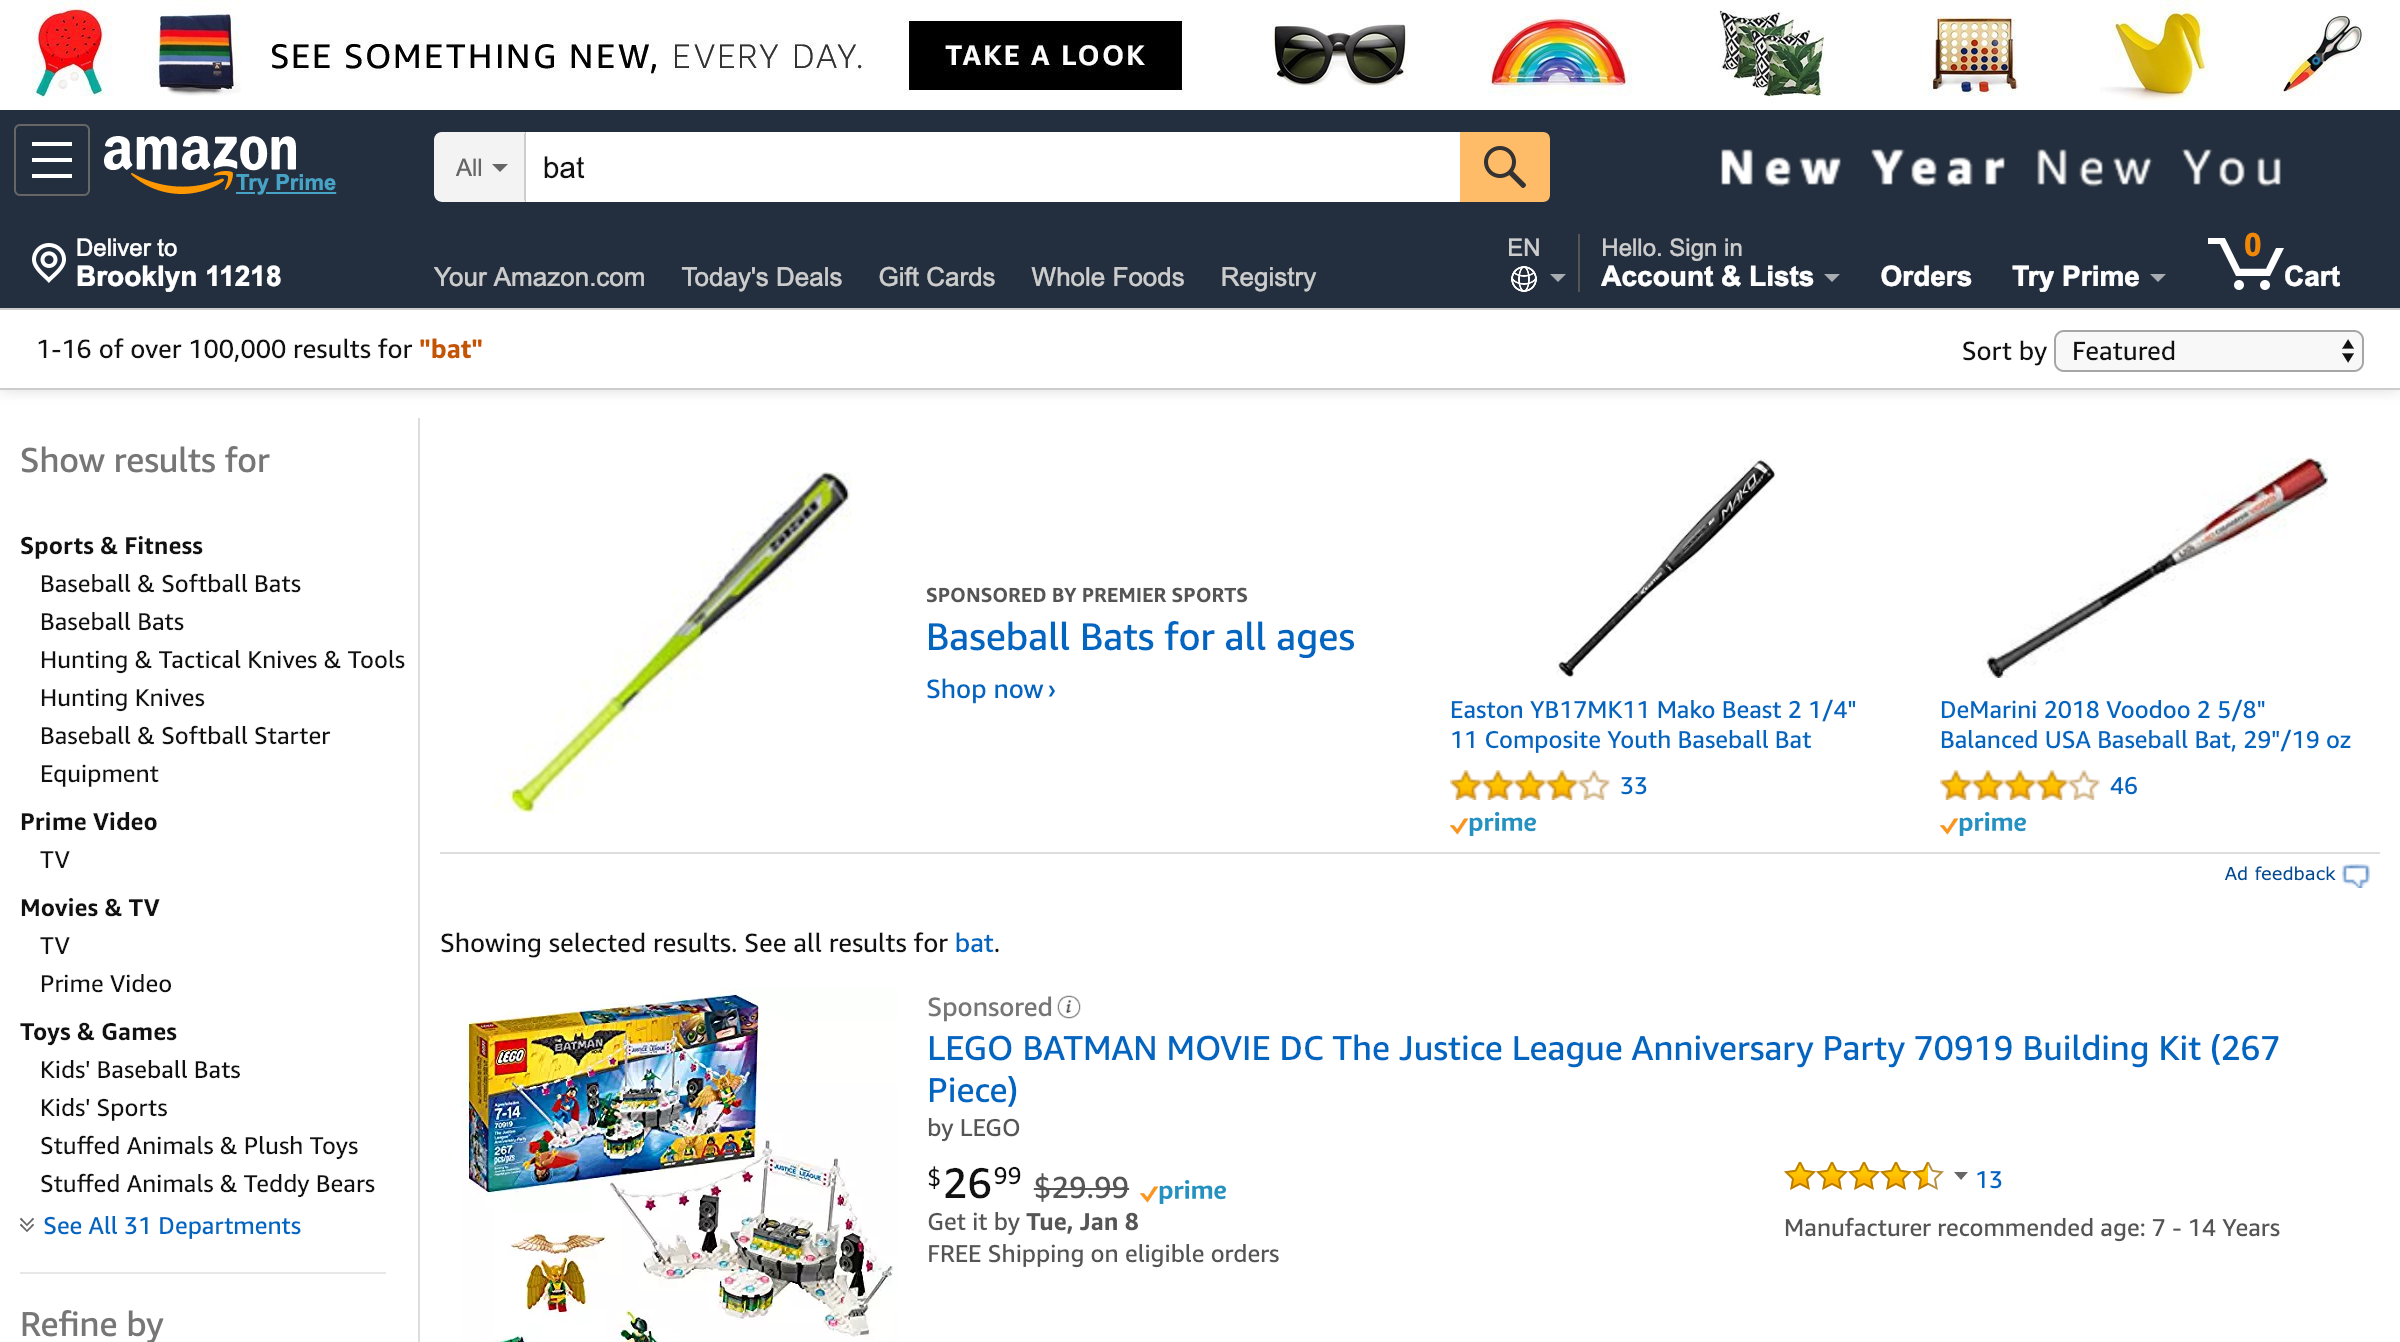 SEE SOMETHING NEW, EVERY DAY.
TAKE A LOOK
amazon
Try Prime
All
bat
New Year New You
Deliver to
Brooklyn 11218
Your Amazon.com Today's Deals Gift Cards Whole Foods Registry
EN
Hello. Sign in
Account & Lists
Orders
Try Prime
0
Cart
1-16 of over 100,000 results for "bat"
Sort by Featured
Show results for
Sports & Fitness
Baseball & Softball Bats
Baseball Bats
Hunting & Tactical Knives & Tools
Hunting Knives
Baseball & Softball Starter
Equipment
Prime Video
TV
Movies & TV
TV
Prime Video
Toys & Games
Kids' Baseball Bats
Kids' Sports
Stuffed Animals & Plush Toys
Stuffed Animals & Teddy Bears
See All 31 Departments
Refine by
SPONSORED BY PREMIER SPORTS
Baseball Bats for all ages
Shop now ›
MAKO
Easton YB17MK11 Mako Beast 2 1/4"
11 Composite Youth Baseball Bat
33
prime
DeMarini 2018 Voodoo 2 5/8"
Balanced USA Baseball Bat, 29"/19 oz
46
prime
Ad feedback
Showing selected results. See all results for bat.
LEGO
BATMAN
JUSTICE LEAGUE
7-14
70919
267
JUSTICE LEAGUE
Sponsored
LEGO BATMAN MOVIE DC The Justice League Anniversary Party 70919 Building Kit (267
Piece)
by LEGO
$26.99 $29.99 prime
Get it by Tue, Jan 8
FREE Shipping on eligible orders
13
Manufacturer recommended age: 7 - 14 Years